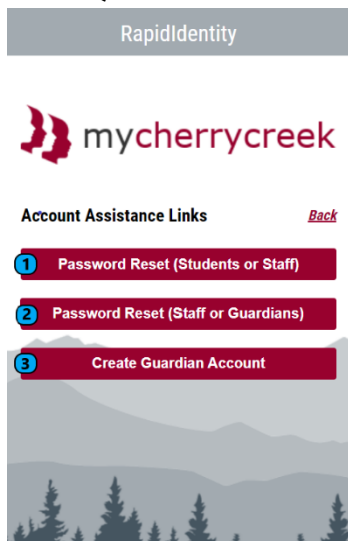 RapidIdentity
mycherrycreek
Account Assistance Links Back
1 Password Reset (Students or Staff)
2 Password Reset (Staff or Guardians)
3 Create Guardian Account